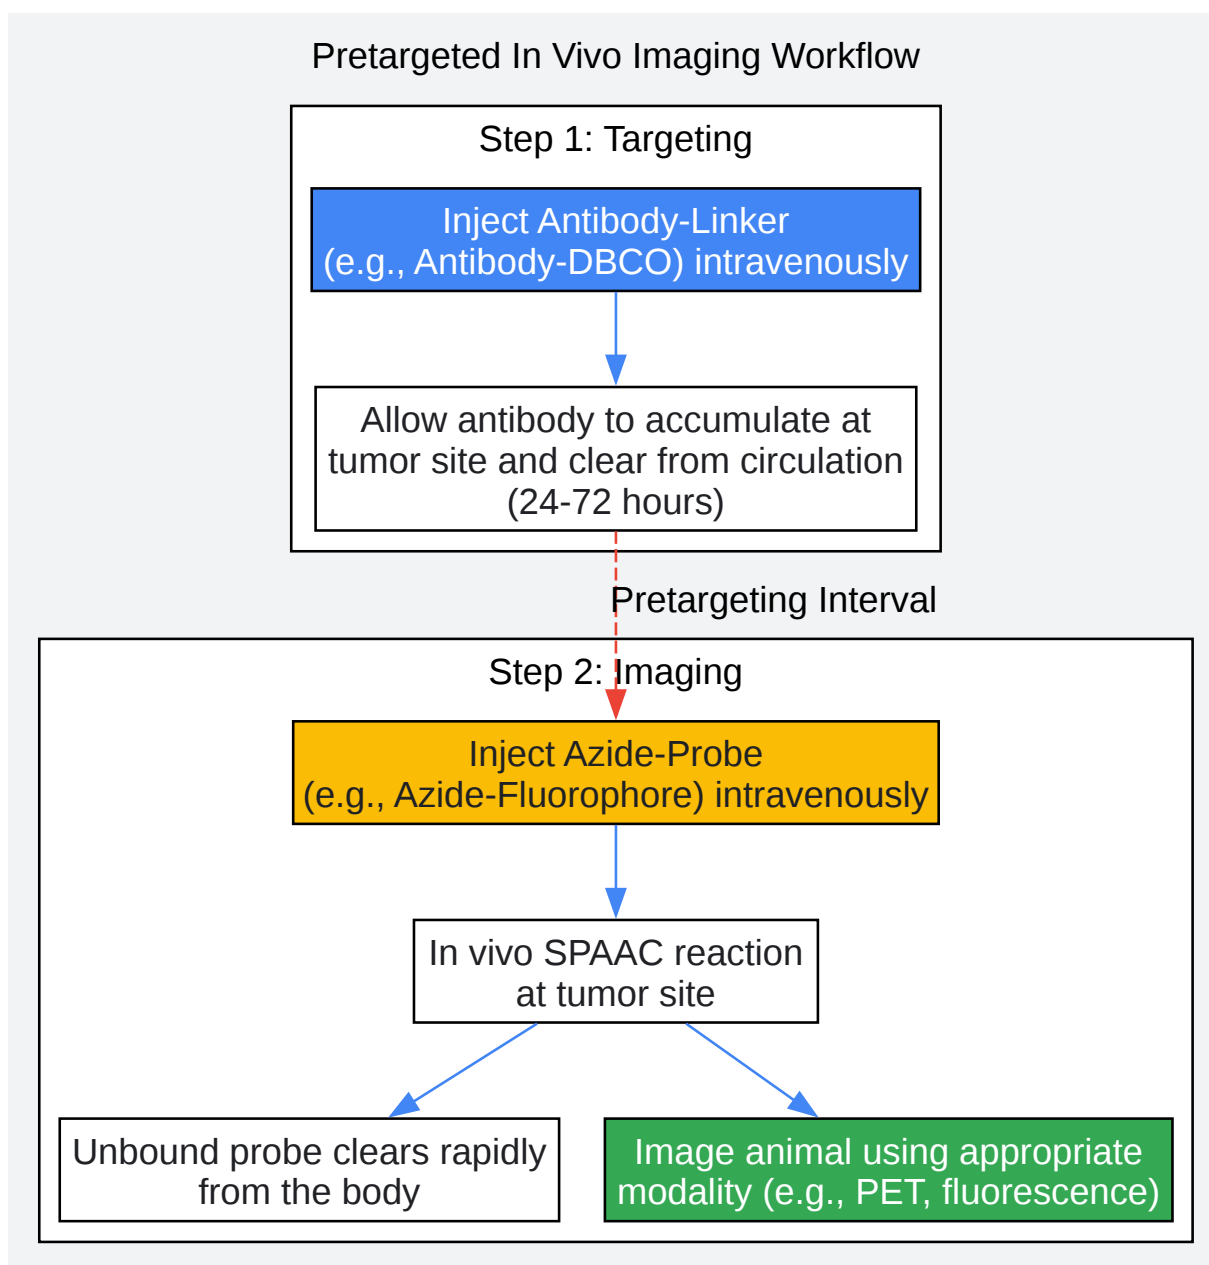 Pretargeted In Vivo Imaging Workflow
Step 1: Targeting
Inject Antibody-Linker
(e.g., Antibody-DBCO) intravenously
Allow antibody to accumulate at
tumor site and clear from circulation
(24-72 hours)
Pretargeting Interval
Step 2: Imaging
Inject Azide-Probe
(e.g., Azide-Fluorophore) intravenously
In vivo SPAAC reaction
at tumor site
Unbound probe clears rapidly
from the body
Image animal using appropriate
modality (e.g., PET, fluorescence)